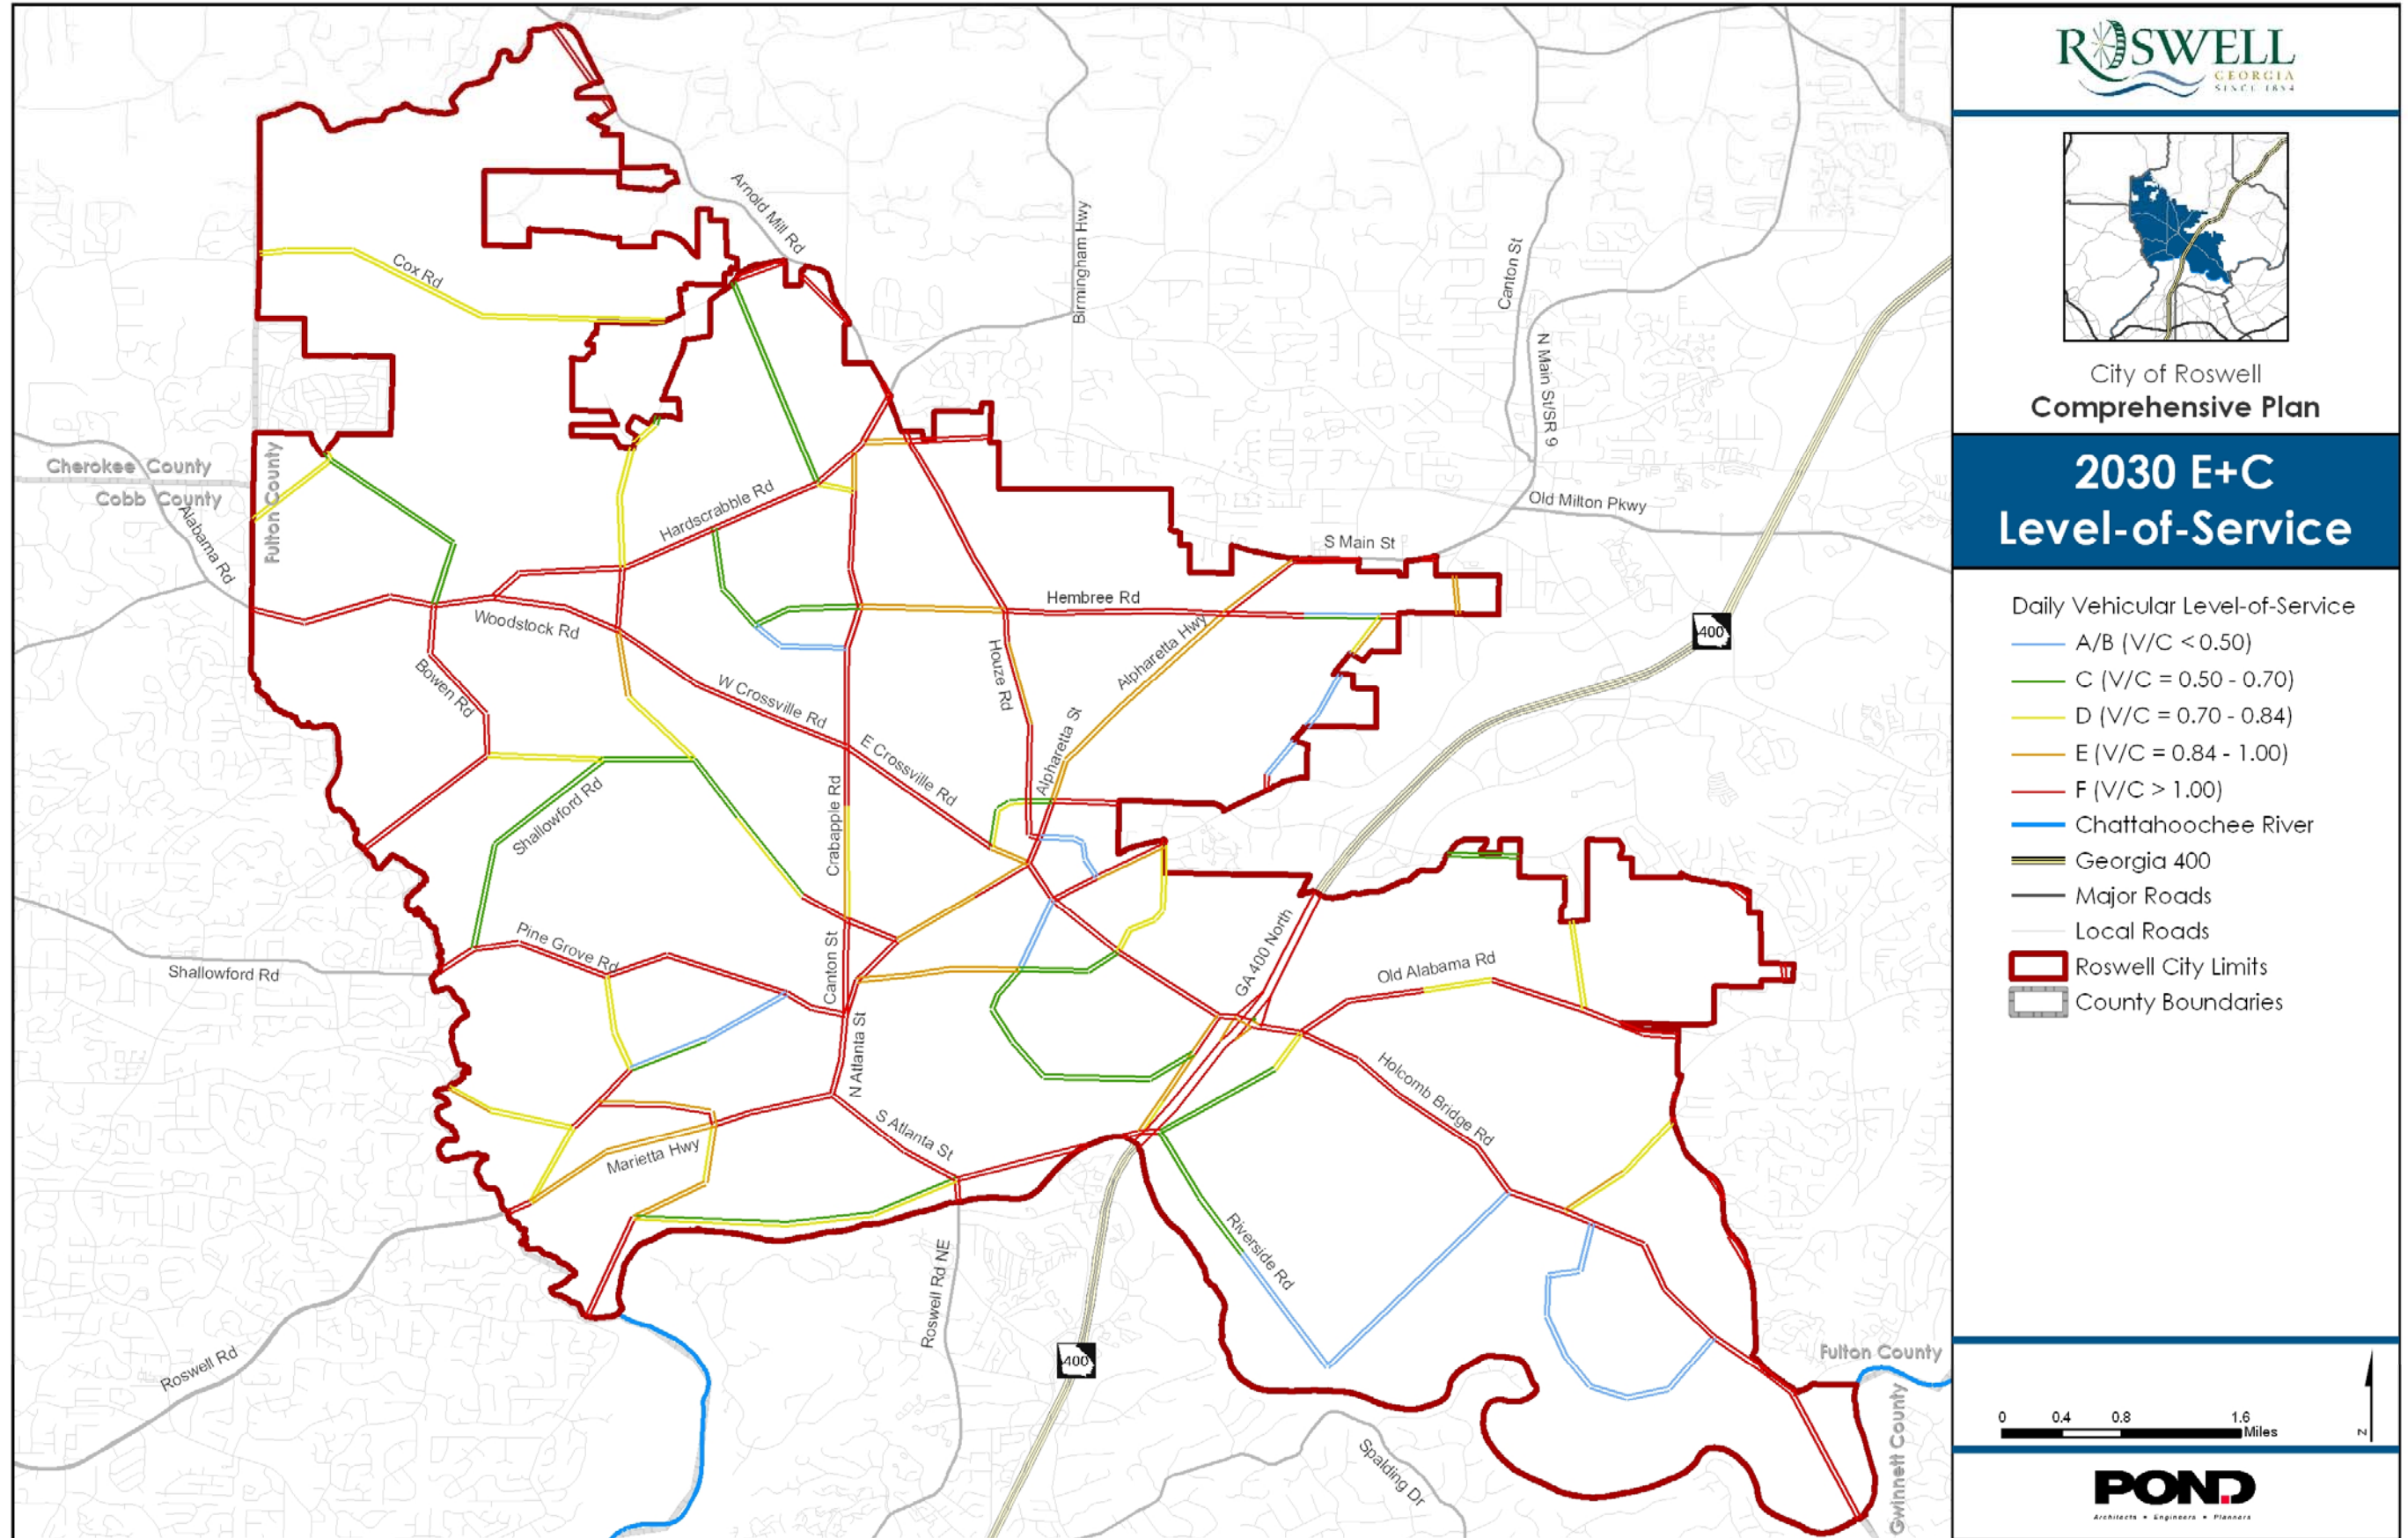 Arnold Mill Rd
Birmingham Hwy
Canton St
Cox Rd
N Main St/SR 9
Cherokee County
Cobb County
Fulton County
Alabama Rd
Hardscrabble Rd
Old Milton Pkwy
S Main St
Hembree Rd
Woodstock Rd
Alpharetta Hwy
Houze Rd
400
Bowen Rd
W Crossville Rd
E Crossville Rd
Alpharetta St
Crabapple Rd
Shallowford Rd
Pine Grove Rd
Canton St
Shallowford Rd
GA 400 North
Old Alabama Rd
N Atlanta St
S Atlanta St
Holcomb Bridge Rd
Marietta Hwy
Riverside Rd
Roswell Rd NE
Roswell Rd
400
Spalding Dr
Fulton County
Gwinnett County
ROSWELL
GEORGIA
SINCE 1854
City of Roswell
Comprehensive Plan
2030 E+C
Level-of-Service
Daily Vehicular Level-of-Service
A/B (V/C < 0.50)
C (V/C = 0.50 - 0.70)
D (V/C = 0.70 - 0.84)
E (V/C = 0.84 - 1.00)
F (V/C > 1.00)
Chattahoochee River
Georgia 400
Major Roads
Local Roads
Roswell City Limits
County Boundaries
0 0.4 0.8 1.6
Miles
N
POND
Architects • Engineers • Planners